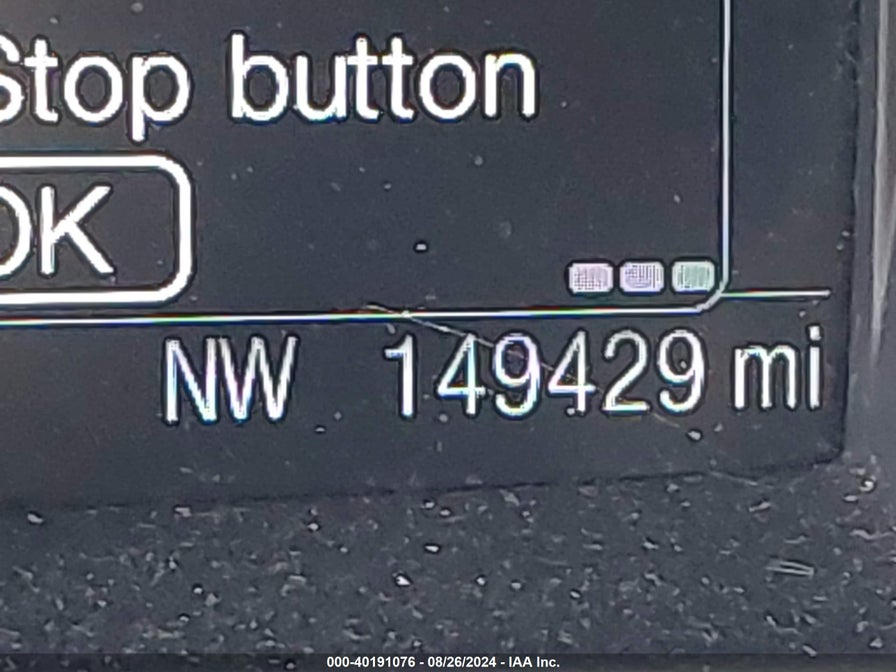 Stop button
OK
NW 149429 mi
000-40191076 - 08/26/2024 - IAA Inc.